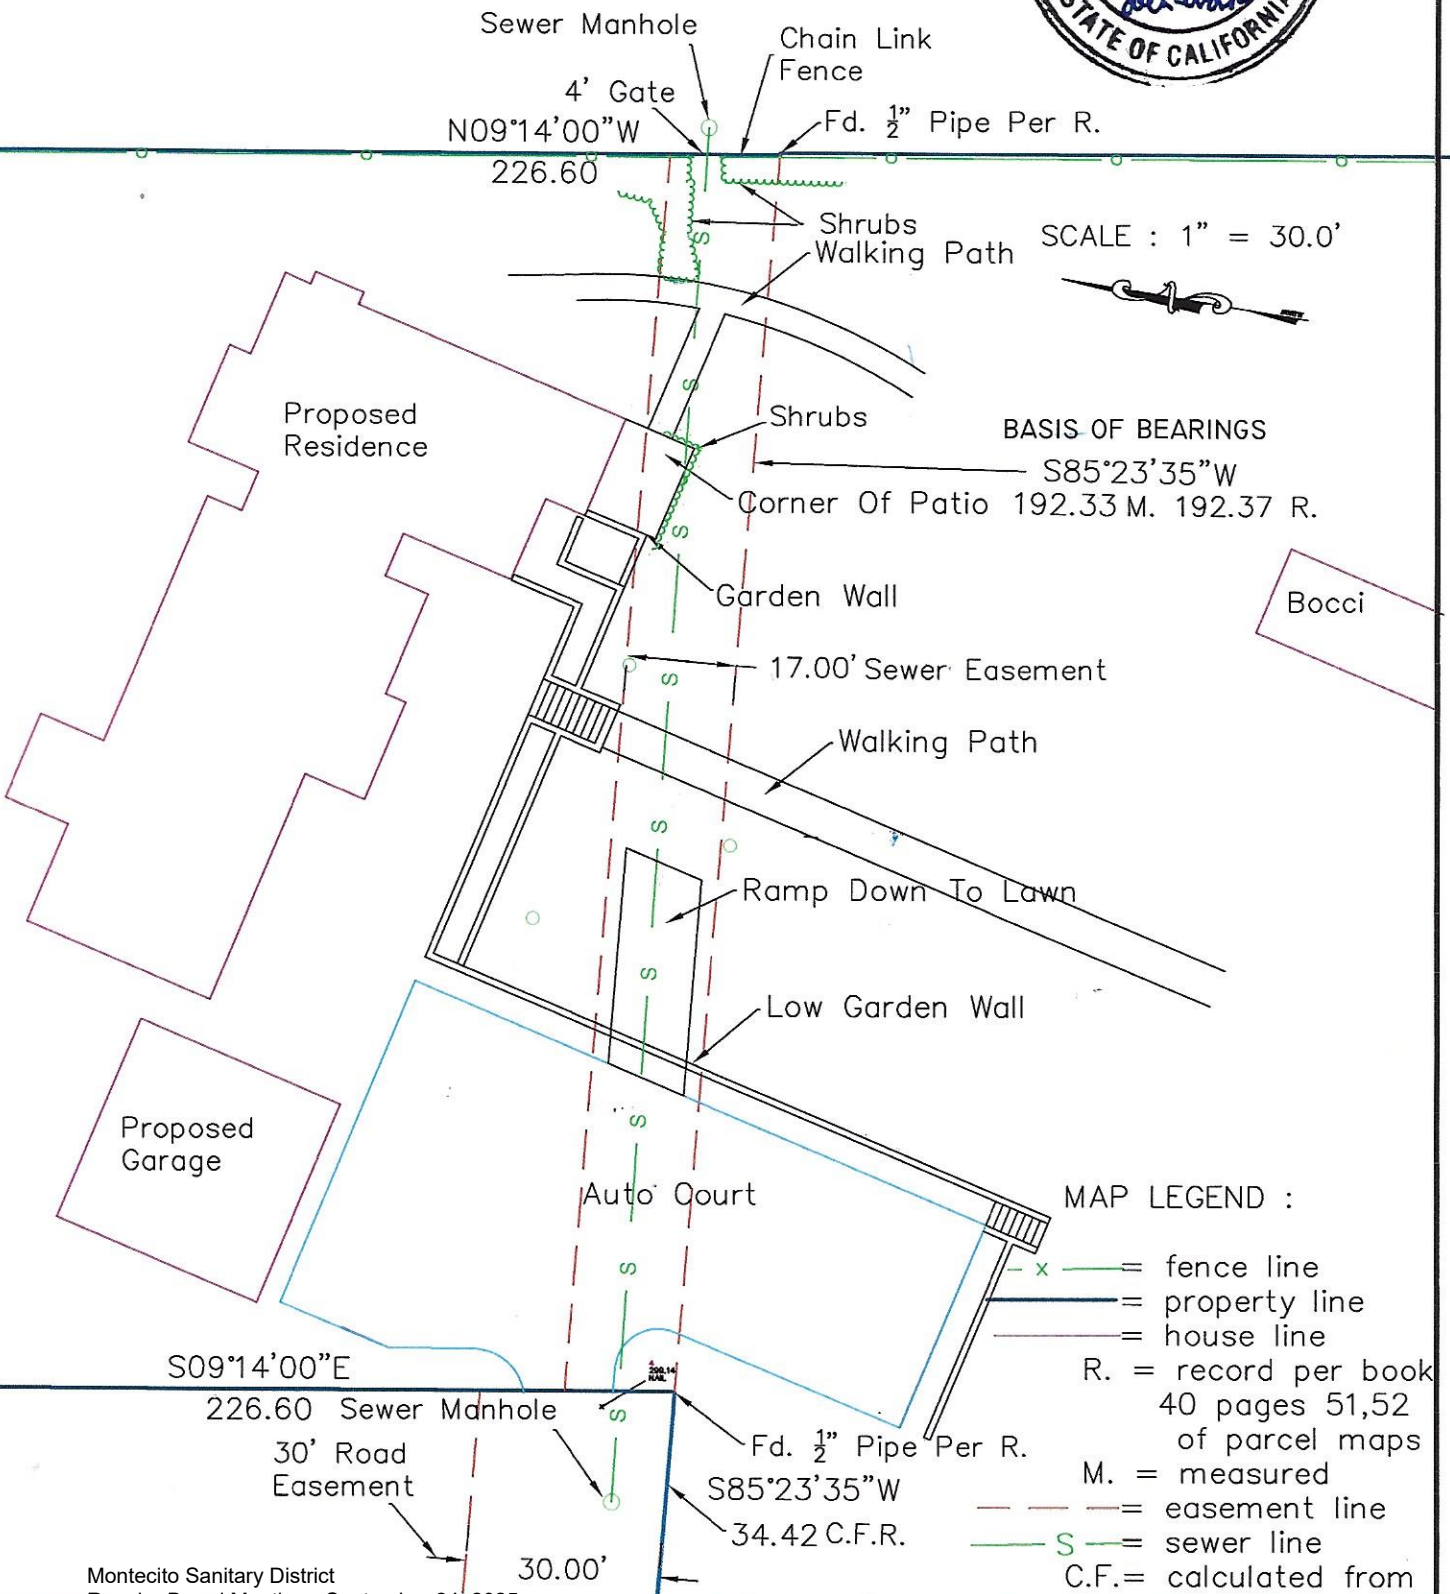 STATE OF CALIFORNIA
Sewer Manhole
Chain Link
Fence
4' Gate
Fd. ½" Pipe Per R.
N09°14'00"W
226.60
Shrubs
Walking Path
SCALE : 1" = 30.0'
Proposed
Residence
Shrubs
BASIS OF BEARINGS
S85°23'35"W
Corner Of Patio 192.33 M. 192.37 R.
Garden Wall
Bocci
17.00' Sewer Easement
Walking Path
Ramp Down To Lawn
Low Garden Wall
Proposed
Garage
Auto Court
MAP LEGEND :
x = fence line
= property line
= house line
R. = record per book
40 pages 51,52
of parcel maps
M. = measured
= easement line
S = sewer line
C.F.= calculated from
S09°14'00"E
226.60 Sewer Manhole
30' Road
Easement
Fd. ½" Pipe Per R.
S85°23'35"W
34.42 C.F.R.
30.00'
S
S
S
S
S
S
S
S
S
S
Montecito Sanitary District